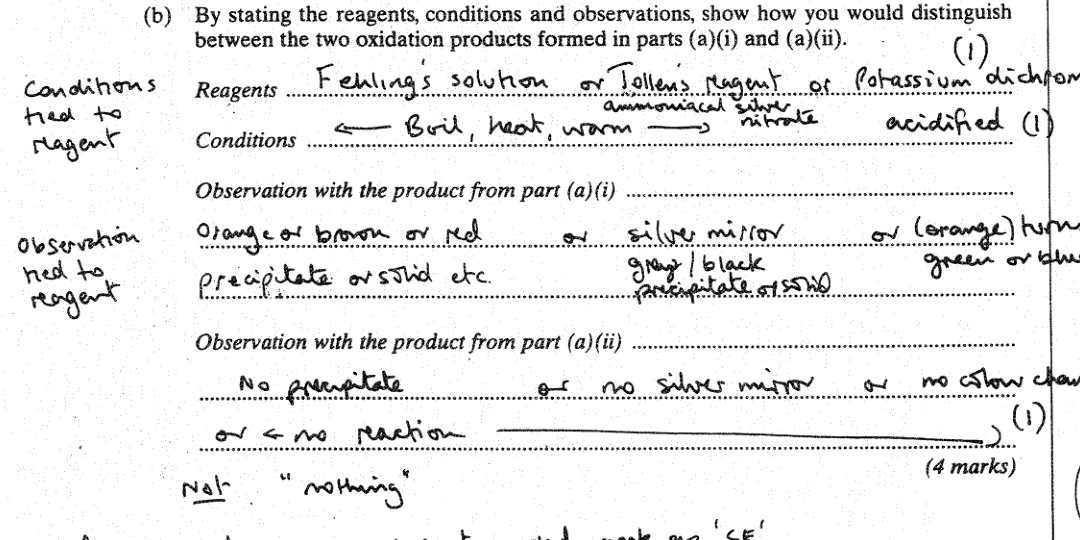 (b) By stating the reagents, conditions and observations, show how you would distinguish
between the two oxidation products formed in parts (a)(i) and (a)(ii).
(1)
Conditions
tied to
reagent
Reagents Fehling's solution or Tollen's reagent or Potassium dichrom
ammoniacal silver
nitrate
Conditions ← Boil, heat, warm → acidified (1)
Observation with the product from part (a)(i)
Observation
tied to
reagent
Orange or brown or red or silver mirror or (orange) turn
precipitate or solid etc. grey / black green or blue
precipitate or solid
Observation with the product from part (a)(ii)
No precipitate or no silver mirror or no colour chan
or ← no reaction → (1)
(4 marks)
Not "nothing"
'CE'